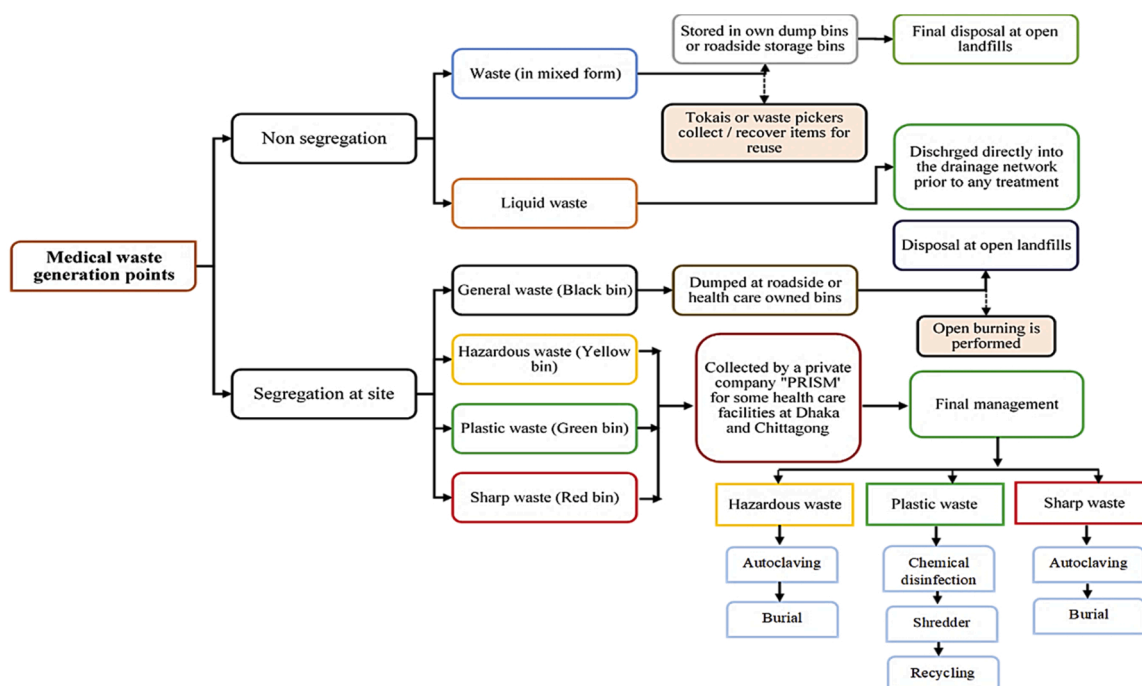 Medical waste
generation points
Non segregation
Segregation at site
Waste (in mixed form)
Liquid waste
Stored in own dump bins
or roadside storage bins
Final disposal at open
landfills
Tokais or waste pickers
collect / recover items for
reuse
Dischrged directly into
the drainage network
prior to any treatment
General waste (Black bin)
Dumped at roadside or
health care owned bins
Disposal at open landfills
Open burning is
performed
Hazardous waste (Yellow
bin)
Plastic waste (Green bin)
Sharp waste (Red bin)
Collected by a private
company "PRISM'
for some health care
facilities at Dhaka
and Chittagong
Final management
Hazardous waste
Autoclaving
Burial
Plastic waste
Chemical
disinfection
Shredder
Recycling
Sharp waste
Autoclaving
Burial